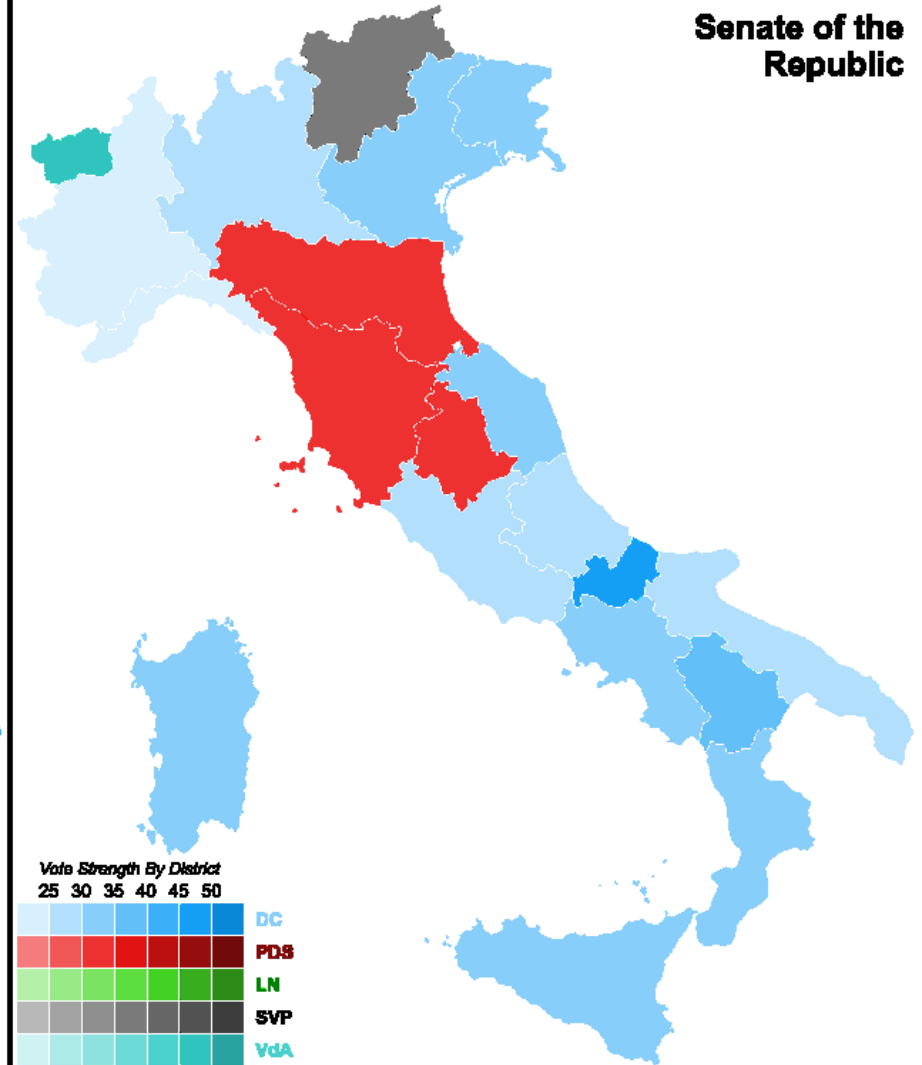 Senate of the
Republic
Vote Strength By District
25 30 35 40 45 50
DC
PDS
LN
SVP
VdA